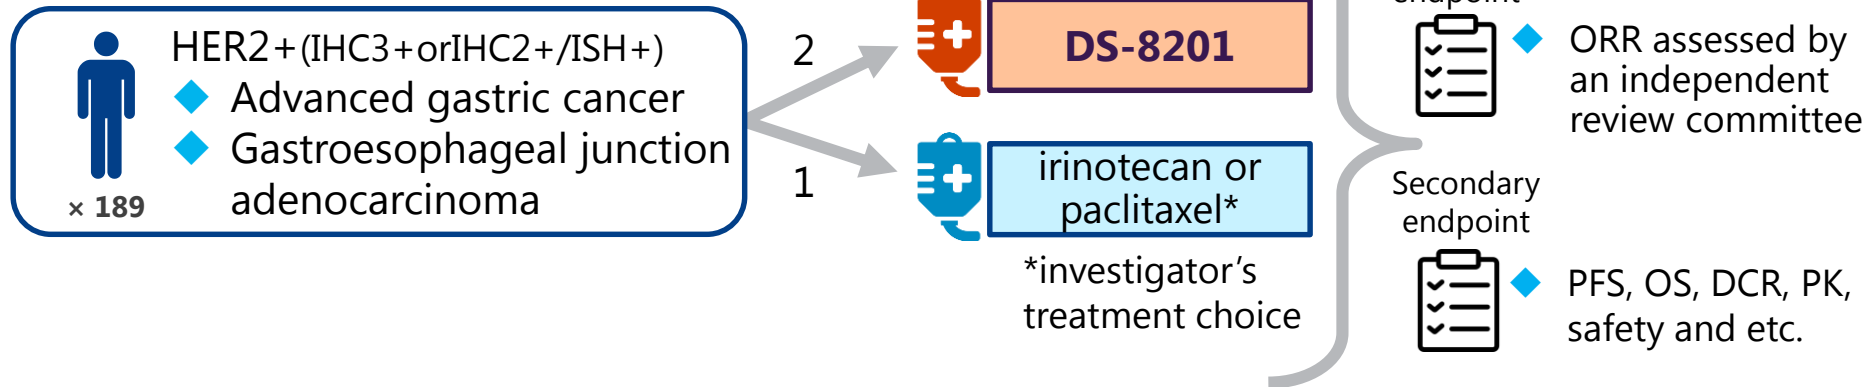 HER2+(IHC3+orIHC2+/ISH+)
◆ Advanced gastric cancer
◆ Gastroesophageal junction
adenocarcinoma
× 189
2
1
DS-8201
irinotecan or
paclitaxel*
*investigator’s
treatment choice
endpoint
◆ ORR assessed by
an independent
review committee
Secondary
endpoint
◆ PFS, OS, DCR, PK,
safety and etc.